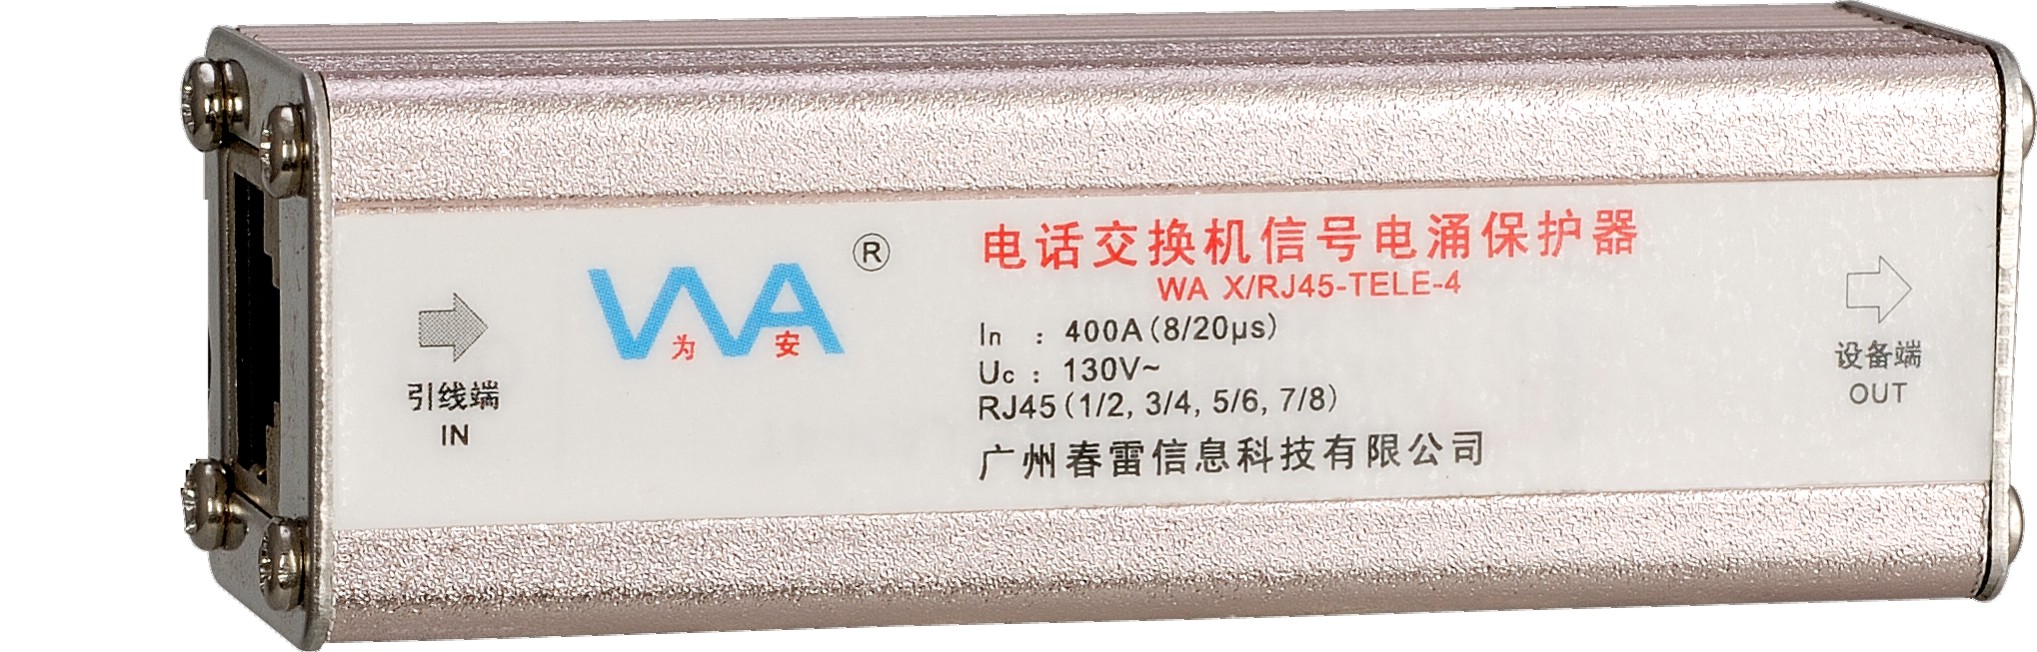 引线端
IN
WA
®
为 安
电话交换机信号电涌保护器
WA X/RJ45-TELE-4
In : 400A(8/20µs)
Uc : 130V~
RJ45(1/2, 3/4, 5/6, 7/8)
广州春雷信息科技有限公司
设备端
OUT